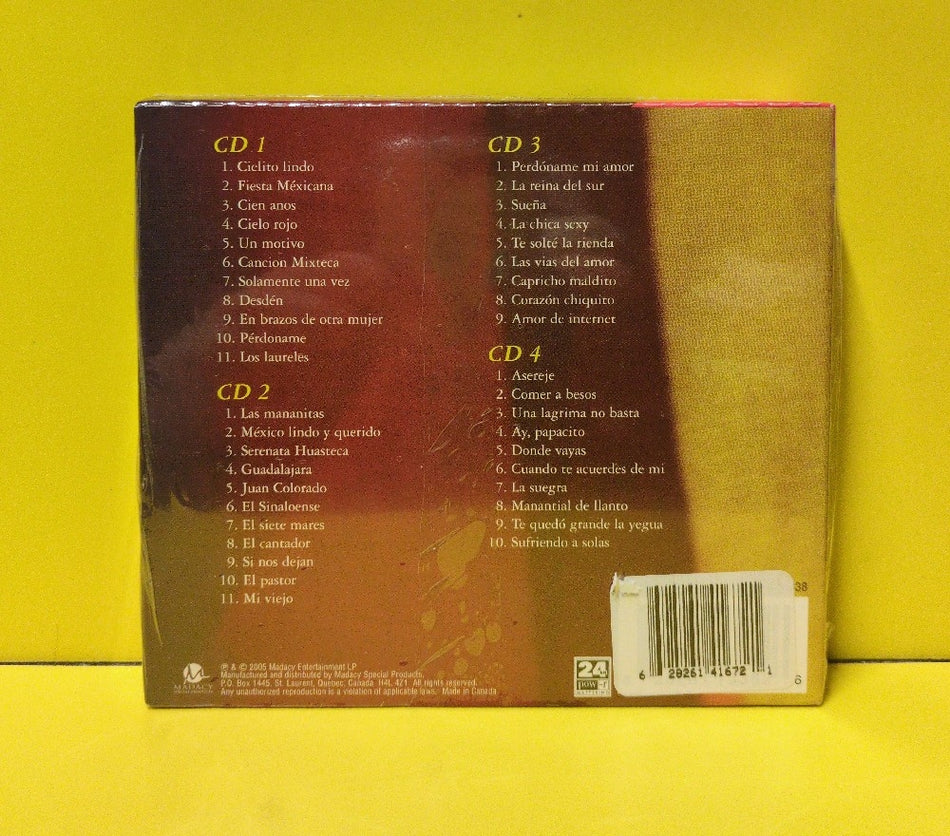 CD 1
1. Cielito lindo
2. Fiesta Méxicana
3. Cien anos
4. Cielo rojo
5. Un motivo
6. Cancion Mixteca
7. Solamente una vez
8. Desdén
9. En brazos de otra mujer
10. Pérdoname
11. Los laureles
CD 2
1. Las mananitas
2. México lindo y querido
3. Serenata Huasteca
4. Guadalajara
5. Juan Colorado
6. El Sinaloense
7. El siete mares
8. El cantador
9. Si nos dejan
10. El pastor
11. Mi viejo
CD 3
1. Perdóname mi amor
2. La reina del sur
3. Sueña
4. La chica sexy
5. Te solté la rienda
6. Las vias del amor
7. Capricho maldito
8. Corazón chiquito
9. Amor de internet
CD 4
1. Asereje
2. Comer a besos
3. Una lagrima no basta
4. Ay, papacito
5. Donde vayas
6. Cuando te acuerdes de mi
7. La suegra
8. Manantial de llanto
9. Te quedó grande la yegua
10. Sufriendo a solas
MADACY
℗ & © 2005 Madacy Entertainment LP
Manufactured and distributed by Madacy Special Products,
P.O. Box 1445, St. Laurent, Quebec, Canada H4L 4Z1 All rights reserved.
Any unauthorized reproduction is a violation of applicable laws. Made in Canada
24
38
6 28261 41672 1
6